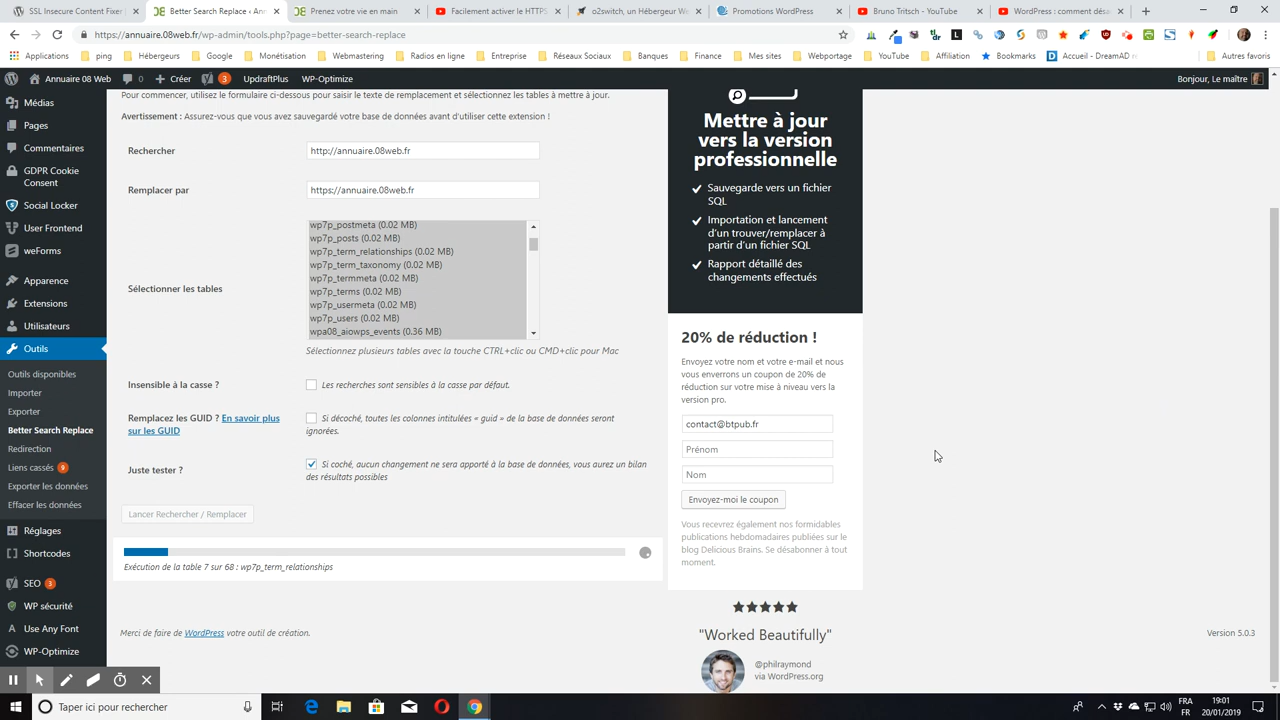 SSL Insecure Content Fixer
Better Search Replace ‹ Ann
Prenez votre vie en main
Facilement activer le HTTPS
o2switch, un Hébergeur We
Bruno Tritsch - YouTube
WordPress : comment désa
https://annuaire.08web.fr/wp-admin/tools.php?page=better-search-replace
Applications
ping
Hébergeurs
Google
Monétisation
Webmastering
Radios en ligne
Entreprise
Réseaux Sociaux
Banques
Finance
Mes sites
Webportage
YouTube
Affiliation
Bookmarks
Accueil - DreamAD re
Autres favoris
Annuaire 08web
0
Créer
3
UpdraftPlus
WP-Optimize
Bonjour, Le maître
Médias
Pages
Commentaires
GDPR Cookie
Consent
Social Locker
User Frontend
weForms
Apparence
Extensions
Utilisateurs
Outils
Outils disponibles
Importer
Exporter
Better Search Replace
Redirection
Liens cassés 9
Exporter les données
Effacer les données
Réglages
Shortcodes
SEO 3
WP Sécurité
Use Any Font
WP-Optimize
Pour commencer, utilisez le formulaire ci-dessous pour saisir le texte de remplacement et sélectionnez les tables à mettre à jour.
Avertissement : Assurez-vous que vous avez sauvegardé votre base de données avant d'utiliser cette extension !
Rechercher
http://annuaire.08web.fr
Remplacer par
https://annuaire.08web.fr
Sélectionner les tables
wp7p_postmeta (0.02 MB)
wp7p_posts (0.02 MB)
wp7p_term_relationships (0.02 MB)
wp7p_term_taxonomy (0.02 MB)
wp7p_termmeta (0.02 MB)
wp7p_terms (0.02 MB)
wp7p_usermeta (0.02 MB)
wp7p_users (0.02 MB)
wpa08_aiowps_events (0.36 MB)
Sélectionnez plusieurs tables avec la touche CTRL+clic ou CMD+clic pour Mac
Insensible à la casse ?
Les recherches sont sensibles à la casse par défaut.
Remplacez les GUID ? En savoir plus
sur les GUID
Si décoché, toutes les colonnes intitulées « guid » de la base de données seront
ignorées.
Juste tester ?
Si coché, aucun changement ne sera apporté à la base de données, vous aurez un bilan
des résultats possibles
Lancer Rechercher / Remplacer
Exécution de la table 7 sur 68 : wp7p_term_relationships
Merci de faire de WordPress votre outil de création.
Version 5.0.3
Mettre à jour
vers la version
professionnelle
Sauvegarde vers un fichier
SQL
Importation et lancement
d'un trouver/remplacer à
partir d'un fichier SQL
Rapport détaillé des
changements effectués
20% de réduction !
Envoyez votre nom et votre e-mail et nous
vous enverrons un coupon de 20% de
réduction sur votre mise à niveau vers la
version pro.
contact@btpub.fr
Prénom
Nom
Envoyez-moi le coupon
Vous recevrez également nos formidables
publications hebdomadaires publiées sur le
blog Delicious Brains. Se désabonner à tout
moment.
"Worked Beautifully"
@philraymond
via WordPress.org
Taper ici pour rechercher
FRA
FR
19:01
20/01/2019